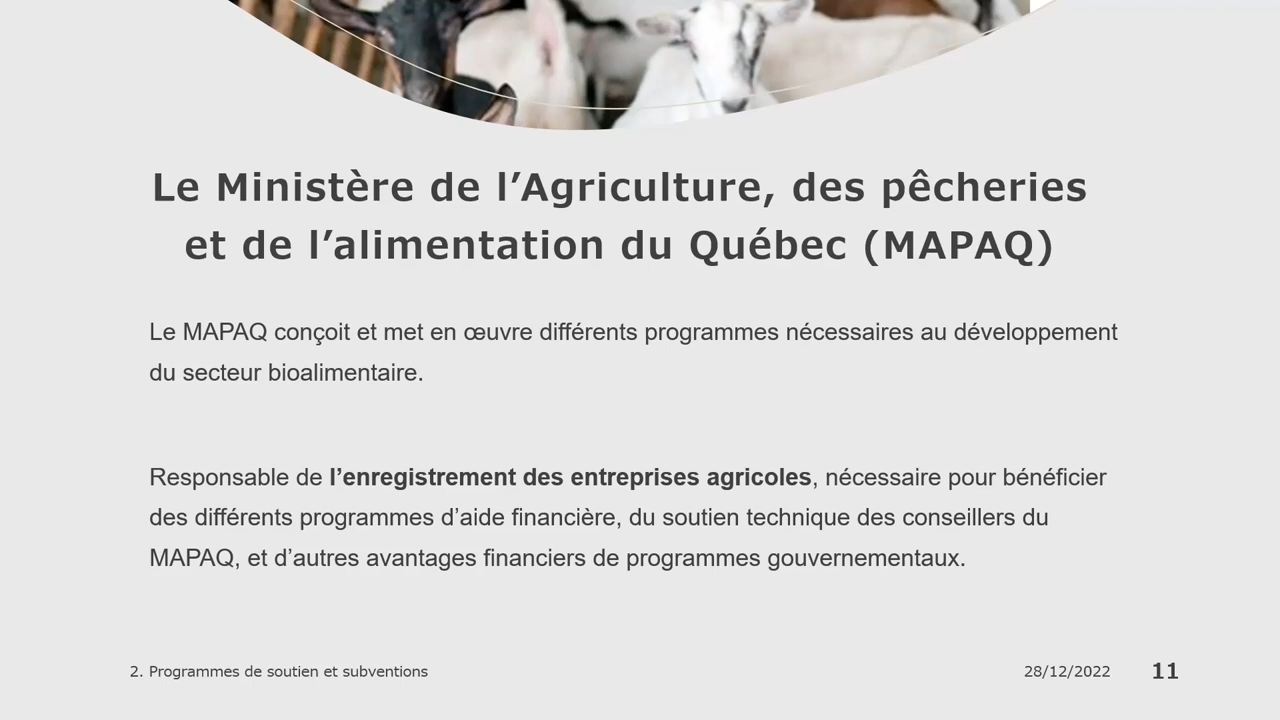 Le Ministère de l’Agriculture, des pêcheries
et de l’alimentation du Québec (MAPAQ)
Le MAPAQ conçoit et met en œuvre différents programmes nécessaires au développement
du secteur bioalimentaire.
Responsable de l’enregistrement des entreprises agricoles, nécessaire pour bénéficier
des différents programmes d’aide financière, du soutien technique des conseillers du
MAPAQ, et d’autres avantages financiers de programmes gouvernementaux.
2. Programmes de soutien et subventions
28/12/2022
11